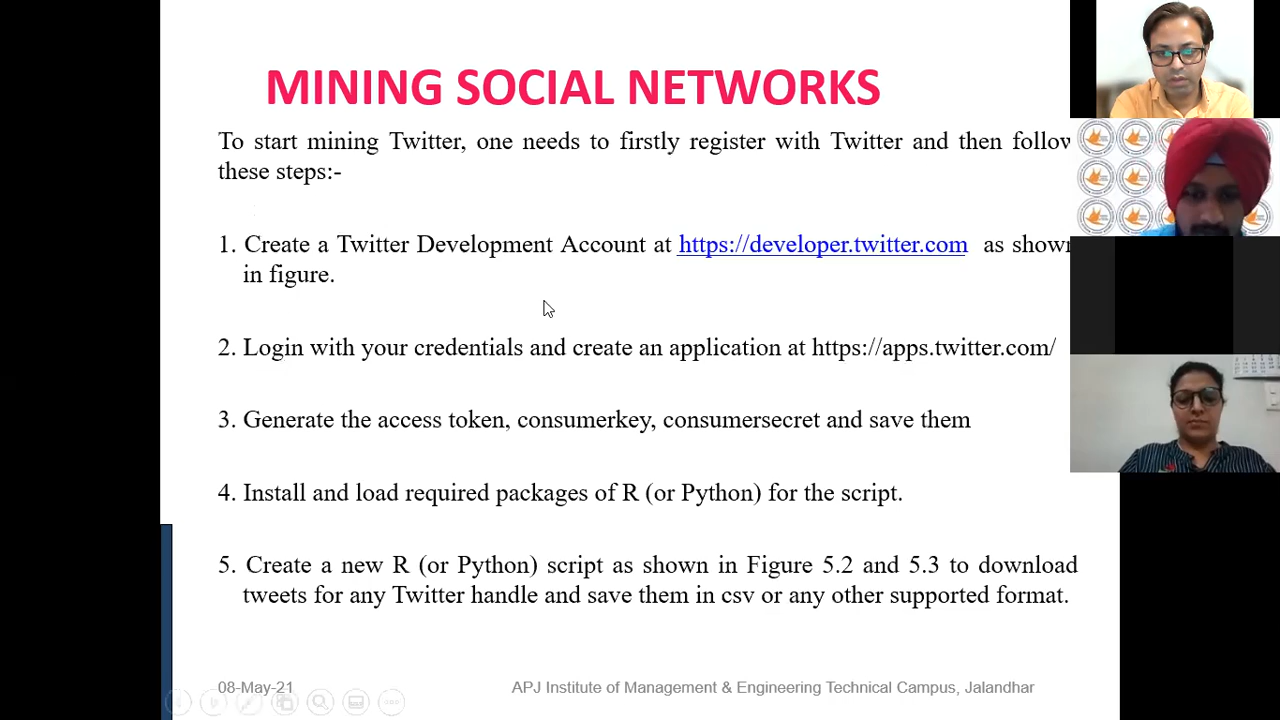 MINING SOCIAL NETWORKS
To start mining Twitter, one needs to firstly register with Twitter and then follow
these steps:-
1. Create a Twitter Development Account at https://developer.twitter.com as shown
in figure.
2. Login with your credentials and create an application at https://apps.twitter.com/
3. Generate the access token, consumerkey, consumersecret and save them
4. Install and load required packages of R (or Python) for the script.
5. Create a new R (or Python) script as shown in Figure 5.2 and 5.3 to download
tweets for any Twitter handle and save them in csv or any other supported format.
08-May-21 APJ Institute of Management & Engineering Technical Campus, Jalandhar